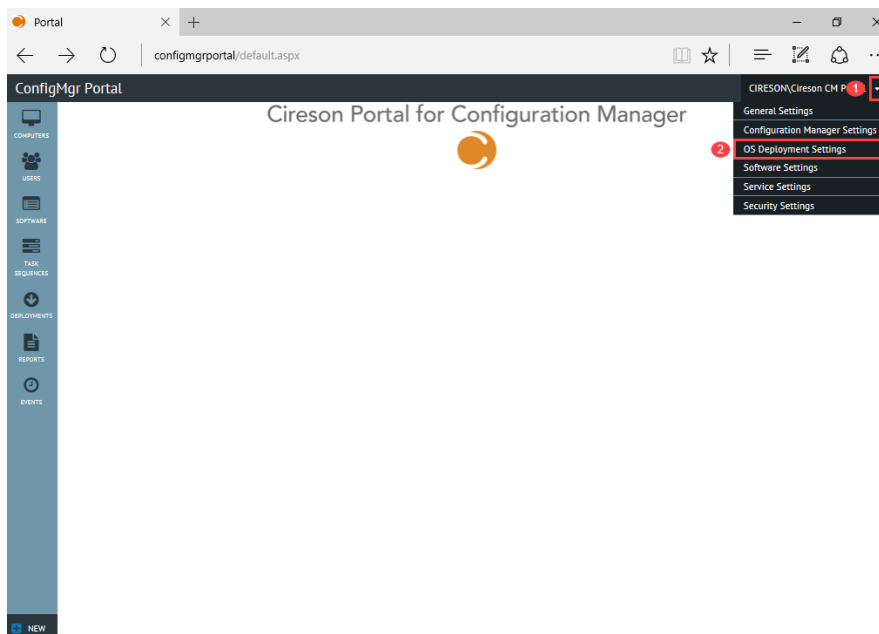 Portal
configmgrportal/default.aspx
ConfigMgr Portal
CIRESON\Cireson CM P
1
Cireson Portal for Configuration Manager
General Settings
Configuration Manager Settings
2
OS Deployment Settings
Software Settings
Service Settings
Security Settings
COMPUTERS
USERS
SOFTWARE
TASK
SEQUENCES
DEPLOYMENTS
REPORTS
EVENTS
NEW